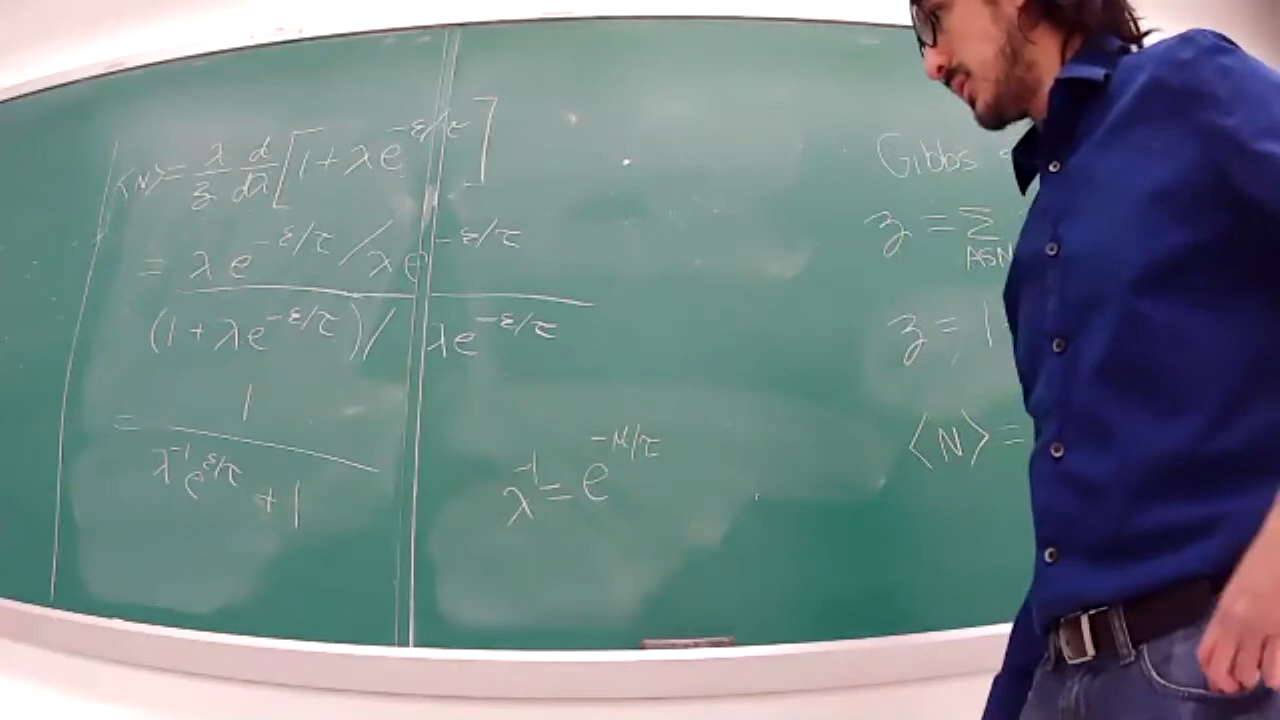 ⟨N⟩ = λ/𝓏 d/dλ [1 + λe^{-ε/τ}]
= λe^{-ε/τ} / λe^{-ε/τ}
(1 + λe^{-ε/τ}) / λe^{-ε/τ}
= 1
λ^{-1}e^{ε/τ} + 1
λ^{-1} = e^{-μ/τ}
Gibbs
𝓏 = Σ
ASN
𝓏 = 1
⟨N⟩ =